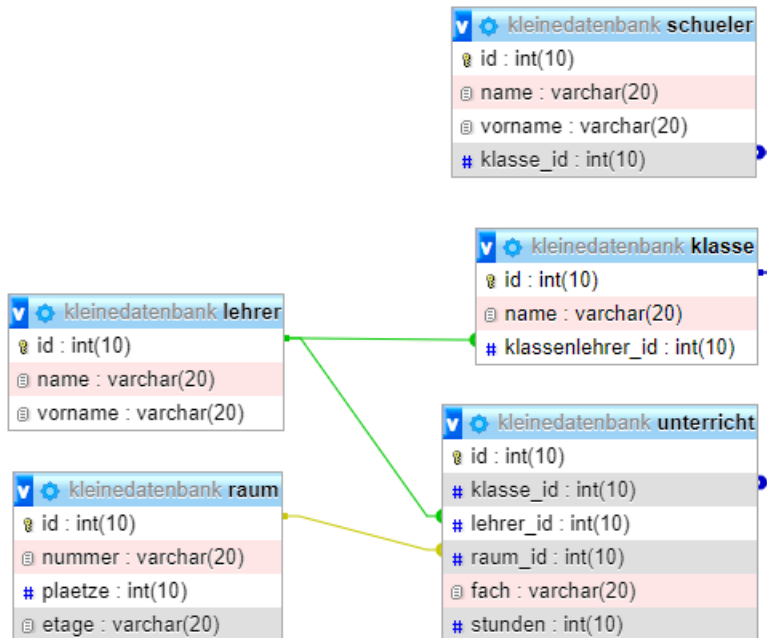 v kleinedatenbank schueler
id : int(10)
name : varchar(20)
vorname : varchar(20)
# klasse_id : int(10)
v kleinedatenbank klasse
id : int(10)
name : varchar(20)
# klassenlehrer_id : int(10)
v kleinedatenbank lehrer
id : int(10)
name : varchar(20)
vorname : varchar(20)
v kleinedatenbank unterricht
id : int(10)
# klasse_id : int(10)
# lehrer_id : int(10)
# raum_id : int(10)
fach : varchar(20)
# stunden : int(10)
v kleinedatenbank raum
id : int(10)
nummer : varchar(20)
# plaetze : int(10)
etage : varchar(20)